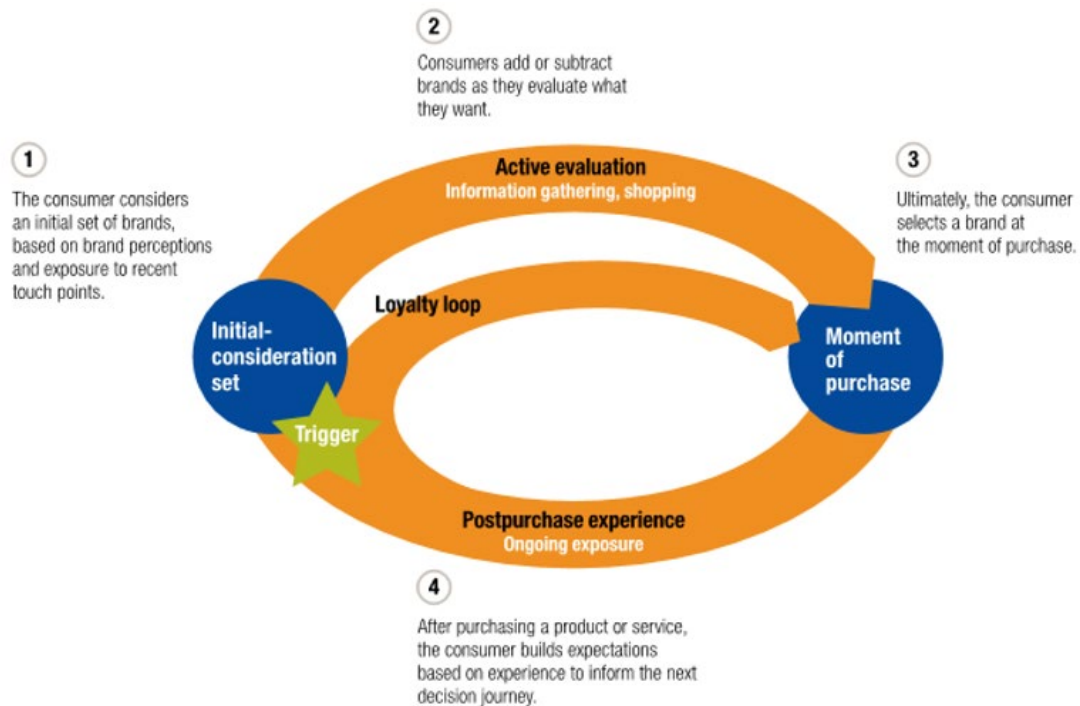 2
Consumers add or subtract
brands as they evaluate what
they want.
1
The consumer considers
an initial set of brands,
based on brand perceptions
and exposure to recent
touch points.
3
Ultimately, the consumer
selects a brand at
the moment of purchase.
Active evaluation
Information gathering, shopping
Loyalty loop
Initial-
consideration
set
Trigger
Moment
of
purchase
Postpurchase experience
Ongoing exposure
4
After purchasing a product or service,
the consumer builds expectations
based on experience to inform the next
decision journey.